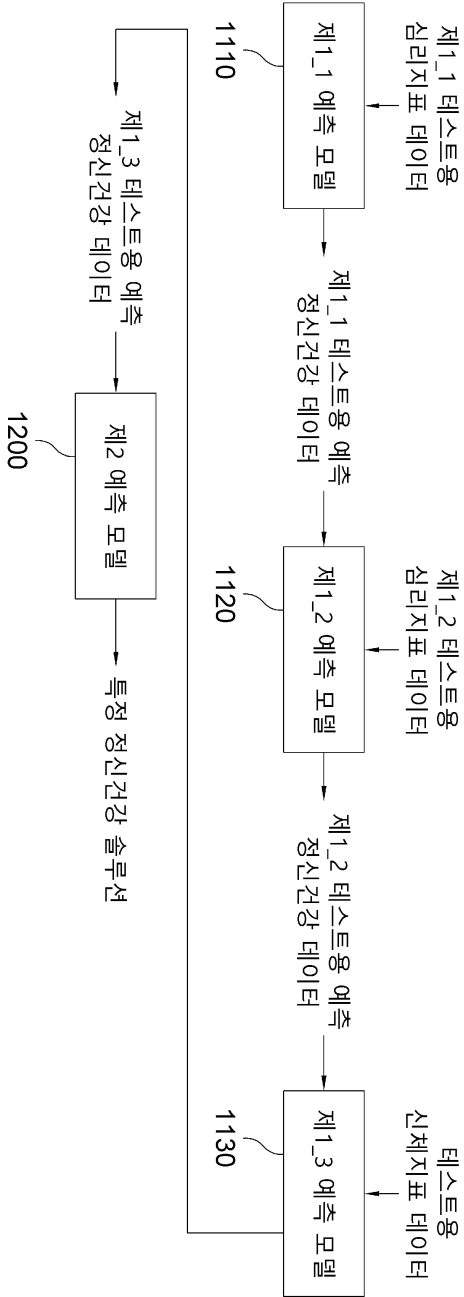 제1_1 테스트용
심리지표 데이터
제1_1 예측 모델
1110
제1_1 테스트용 예측
정신건강 데이터
제1_2 테스트용
심리지표 데이터
제1_2 예측 모델
1120
제1_2 테스트용 예측
정신건강 데이터
테스트용
신체지표 데이터
제1_3 예측 모델
1130
제1_3 테스트용 예측
정신건강 데이터
제2 예측 모델
1200
특정 정신건강 솔루션